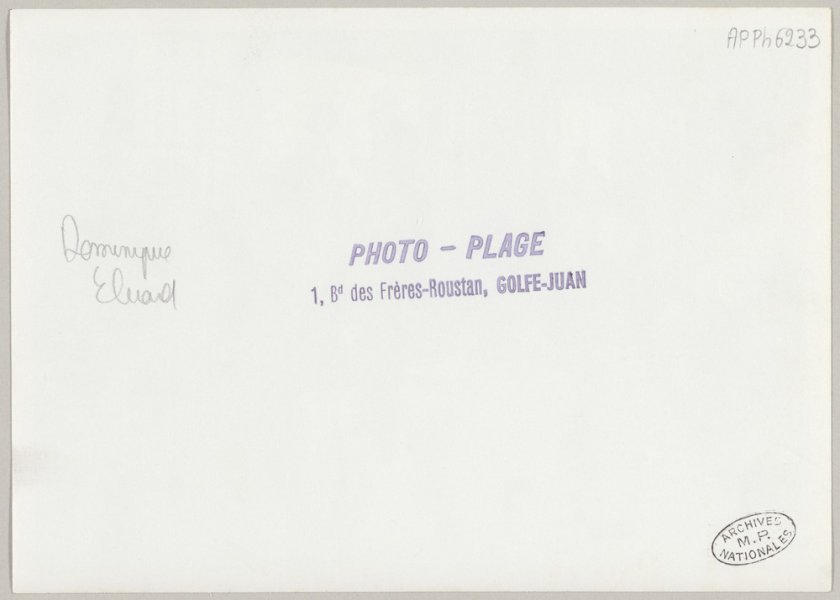 APPh6233
Dominique
Eluard
PHOTO - PLAGE
1, Bd des Frères-Roustan, GOLFE-JUAN
ARCHIVES
M.P.
NATIONALES